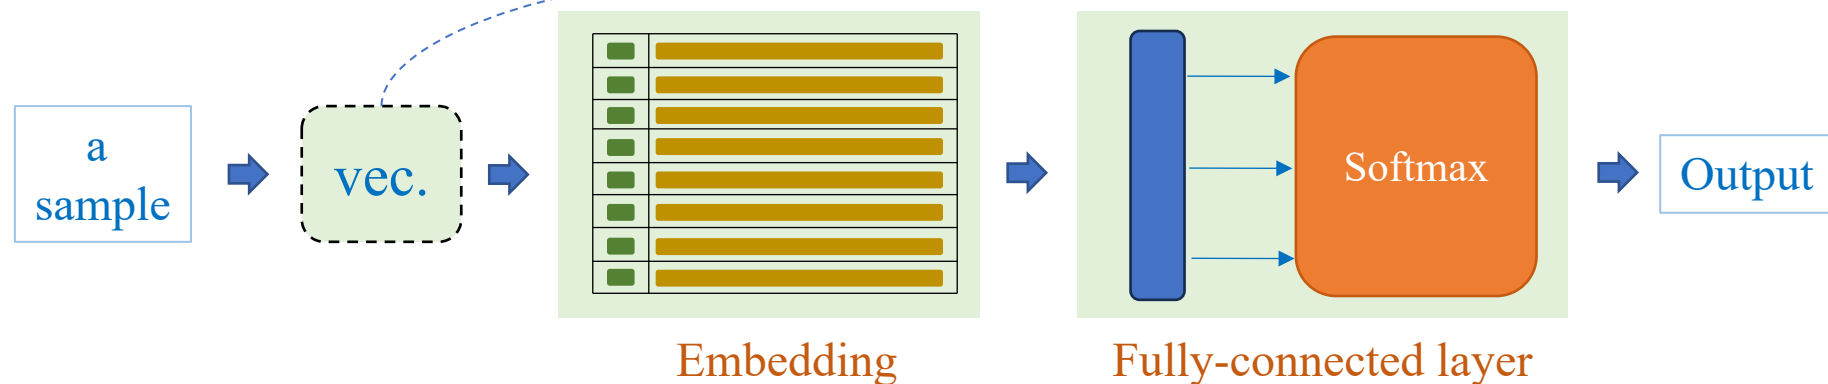 a
sample
vec.
Softmax
Output
Embedding
Fully-connected layer